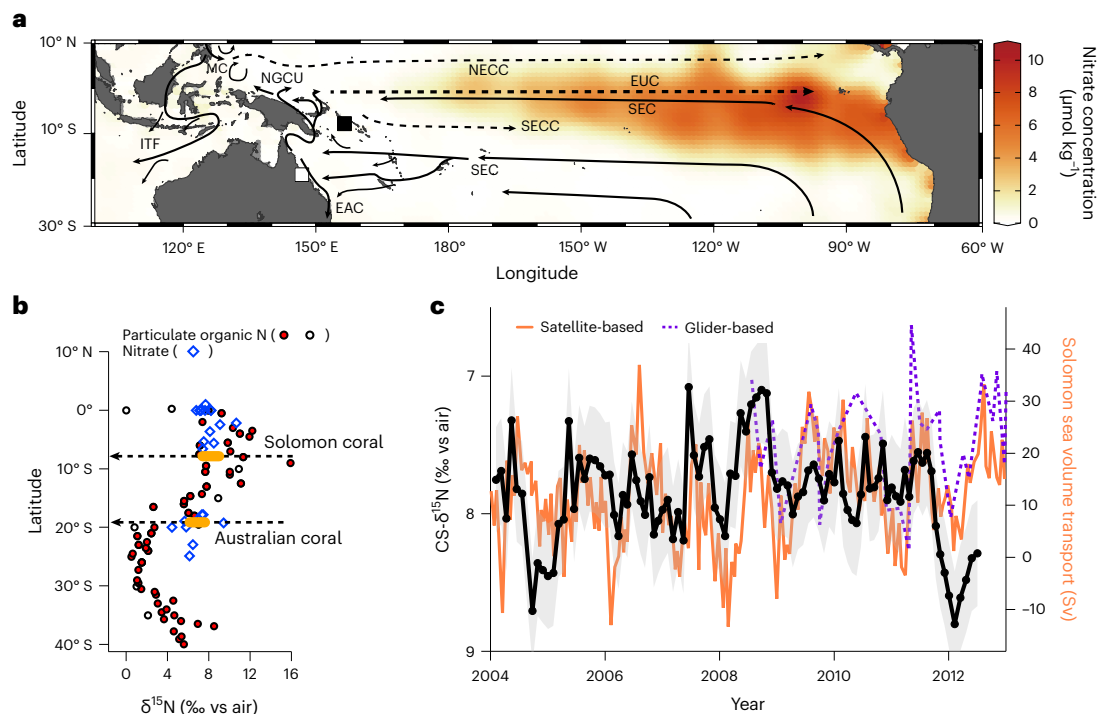 a
10° N
10° S
30° S
Latitude
120° E
150° E
180°
150° W
120° W
90° W
60° W
Longitude
MC
NGCU
NECC
EUC
SEC
SECC
ITF
SEC
EAC
10
8
6
4
2
0
Nitrate concentration
(μmol kg⁻¹)
b
Particulate organic N ( )
Nitrate ( )
10° N
0°
10° S
20° S
30° S
40° S
Latitude
Solomon coral
Australian coral
0
4
8
12
16
δ¹⁵N (‰ vs air)
c
Satellite-based
Glider-based
7
8
9
CS-δ¹⁵N (‰ vs air)
2004
2006
2008
2010
2012
Year
40
30
20
10
0
–10
Solomon sea volume transport (Sv)